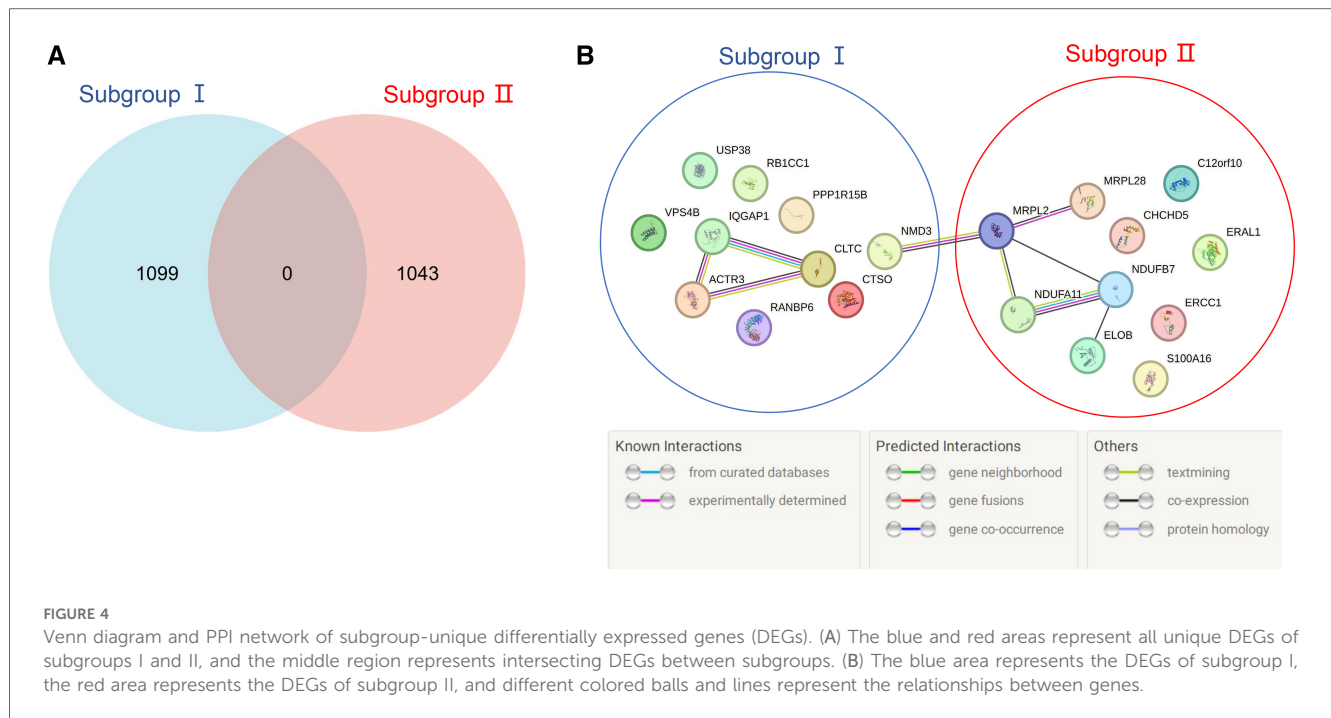 A
Subgroup Ⅰ
Subgroup Ⅱ
1099
0
1043
B
Subgroup Ⅰ
Subgroup Ⅱ
USP38
RB1CC1
PPP1R15B
VPS4B
IQGAP1
CLTC
NMD3
ACTR3
CTSO
RANBP6
MRPL28
C12orf10
MRPL2
CHCHD5
ERAL1
NDUFB7
NDUFA11
ERCC1
ELOB
S100A16
Known Interactions
from curated databases
experimentally determined
Predicted Interactions
gene neighborhood
gene fusions
gene co-occurrence
Others
textmining
co-expression
protein homology
FIGURE 4
Venn diagram and PPI network of subgroup-unique differentially expressed genes (DEGs). (A) The blue and red areas represent all unique DEGs of
subgroups I and II, and the middle region represents intersecting DEGs between subgroups. (B) The blue area represents the DEGs of subgroup I,
the red area represents the DEGs of subgroup II, and different colored balls and lines represent the relationships between genes.